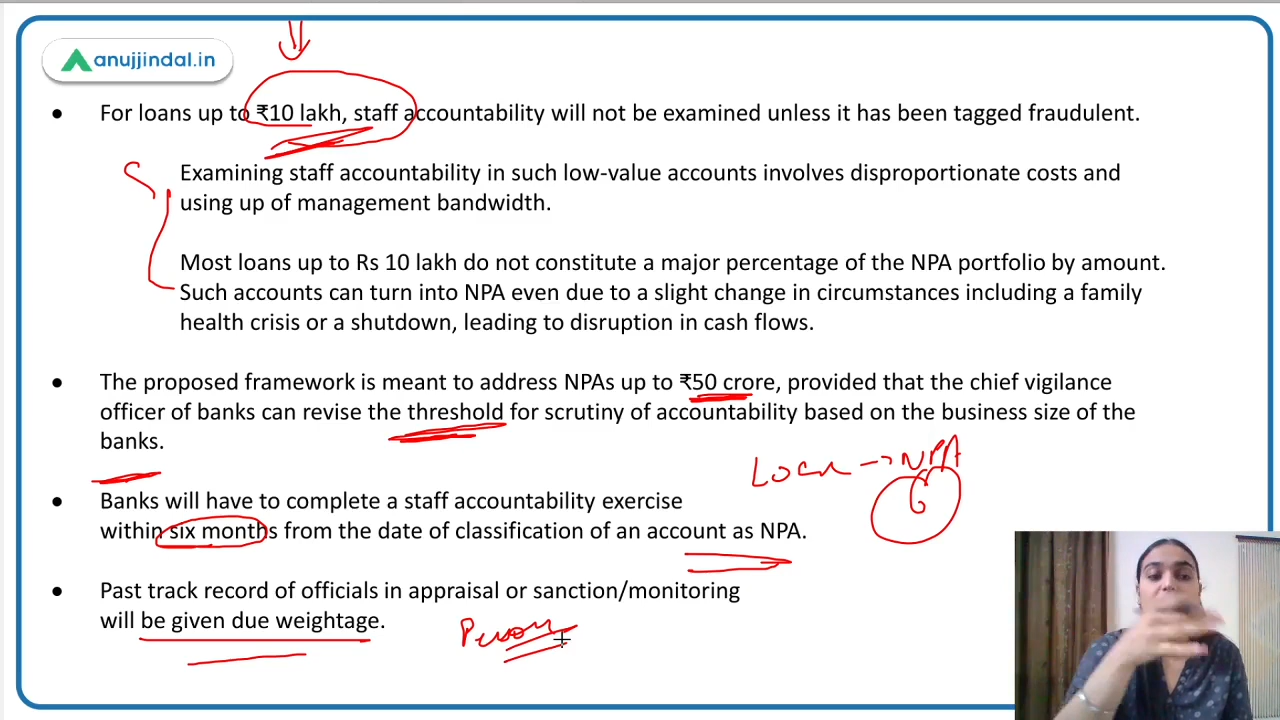 anujjindal.in
• For loans up to ₹10 lakh, staff accountability will not be examined unless it has been tagged fraudulent.
Examining staff accountability in such low-value accounts involves disproportionate costs and
using up of management bandwidth.
Most loans up to Rs 10 lakh do not constitute a major percentage of the NPA portfolio by amount.
Such accounts can turn into NPA even due to a slight change in circumstances including a family
health crisis or a shutdown, leading to disruption in cash flows.
• The proposed framework is meant to address NPAs up to ₹50 crore, provided that the chief vigilance
officer of banks can revise the threshold for scrutiny of accountability based on the business size of the
banks.
Loan → NPA
6
• Banks will have to complete a staff accountability exercise
within six months from the date of classification of an account as NPA.
• Past track record of officials in appraisal or sanction/monitoring
will be given due weightage.
Person